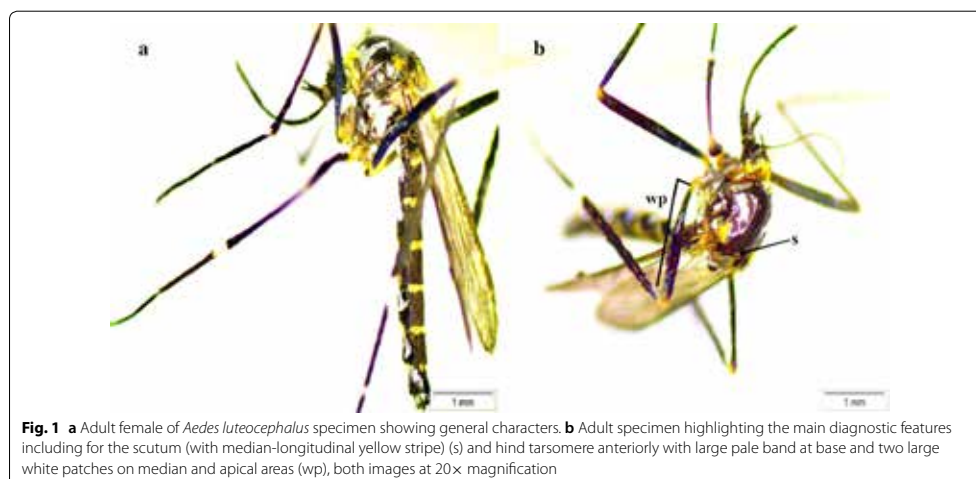 a
b
wp
s
1 mm
1 mm
Fig. 1 a Adult female of Aedes luteocephalus specimen showing general characters. b Adult specimen highlighting the main diagnostic features
including for the scutum (with median-longitudinal yellow stripe) (s) and hind tarsomere anteriorly with large pale band at base and two large
white patches on median and apical areas (wp), both images at 20× magnification